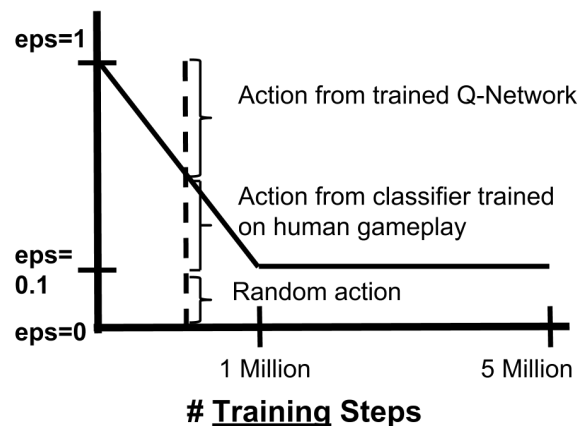 eps=1
Action from trained Q-Network
Action from classifier trained
on human gameplay
eps=
0.1
Random action
eps=0
1 Million
5 Million
# Training Steps